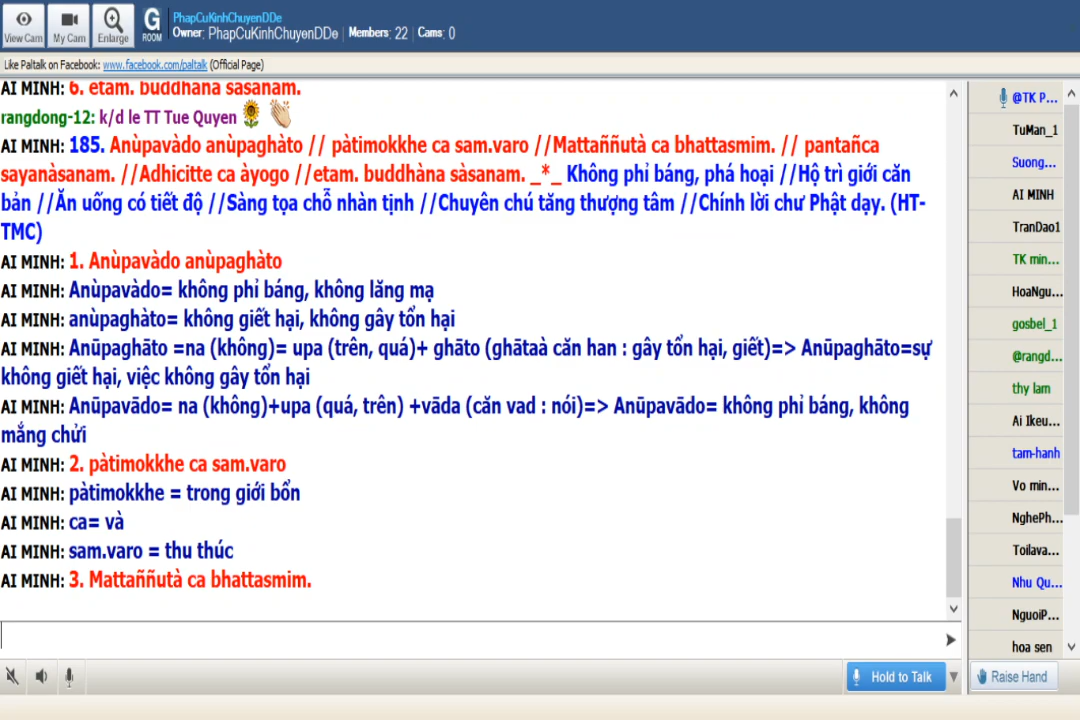 PhapCuKinhChuyenDDe
G
View Cam My Cam Enlarge ROOM Owner: PhapCuKinhChuyenDDe Members: 22 Cams: 0
Like Paltalk on Facebook: www.facebook.com/paltalk (Official Page)
AI MINH: 6. etam. buddhàna sàsanam.
rangdong-12: k/d le TT Tue Quyen
AI MINH: 185. Anùpavàdo anùpaghàto // pàtimokkhe ca sam.varo //Mattaññutà ca bhattasmim. // pantañca
sayanàsanam. //Adhicitte ca àyogo //etam. buddhàna sàsanam. _*_ Không phỉ báng, phá hoại //Hộ trì giới căn
bản //Ăn uống có tiết độ //Sàng tọa chỗ nhàn tịnh //Chuyên chú tăng thượng tâm //Chính lời chư Phật dạy. (HT-
TMC)
AI MINH: 1. Anùpavàdo anùpaghàto
AI MINH: Anùpavàdo= không phỉ báng, không lăng mạ
AI MINH: anùpaghàto= không giết hại, không gây tổn hại
AI MINH: Anūpaghāto =na (không)= upa (trên, quá)+ ghāto (ghātaà căn han : gây tổn hại, giết)=> Anūpaghāto=sự
không giết hại, việc không gây tổn hại
AI MINH: Anūpavādo= na (không)+upa (quá, trên) +vāda (căn vad : nói)=> Anūpavādo= không phỉ báng, không
mắng chửi
AI MINH: 2. pàtimokkhe ca sam.varo
AI MINH: pàtimokkhe = trong giới bổn
AI MINH: ca= và
AI MINH: sam.varo = thu thúc
AI MINH: 3. Mattaññutà ca bhattasmim.
@TK P...
TuMan_1
Suong...
AI MINH
TranDao1
TK min...
HoaNgu...
gosbel_1
@rangd...
thy lam
Ai Ikeu...
tam-hanh
Vo min...
NghePh...
Toilava...
Nhu Qu...
NguoiP...
hoa sen
Hold to Talk
Raise Hand